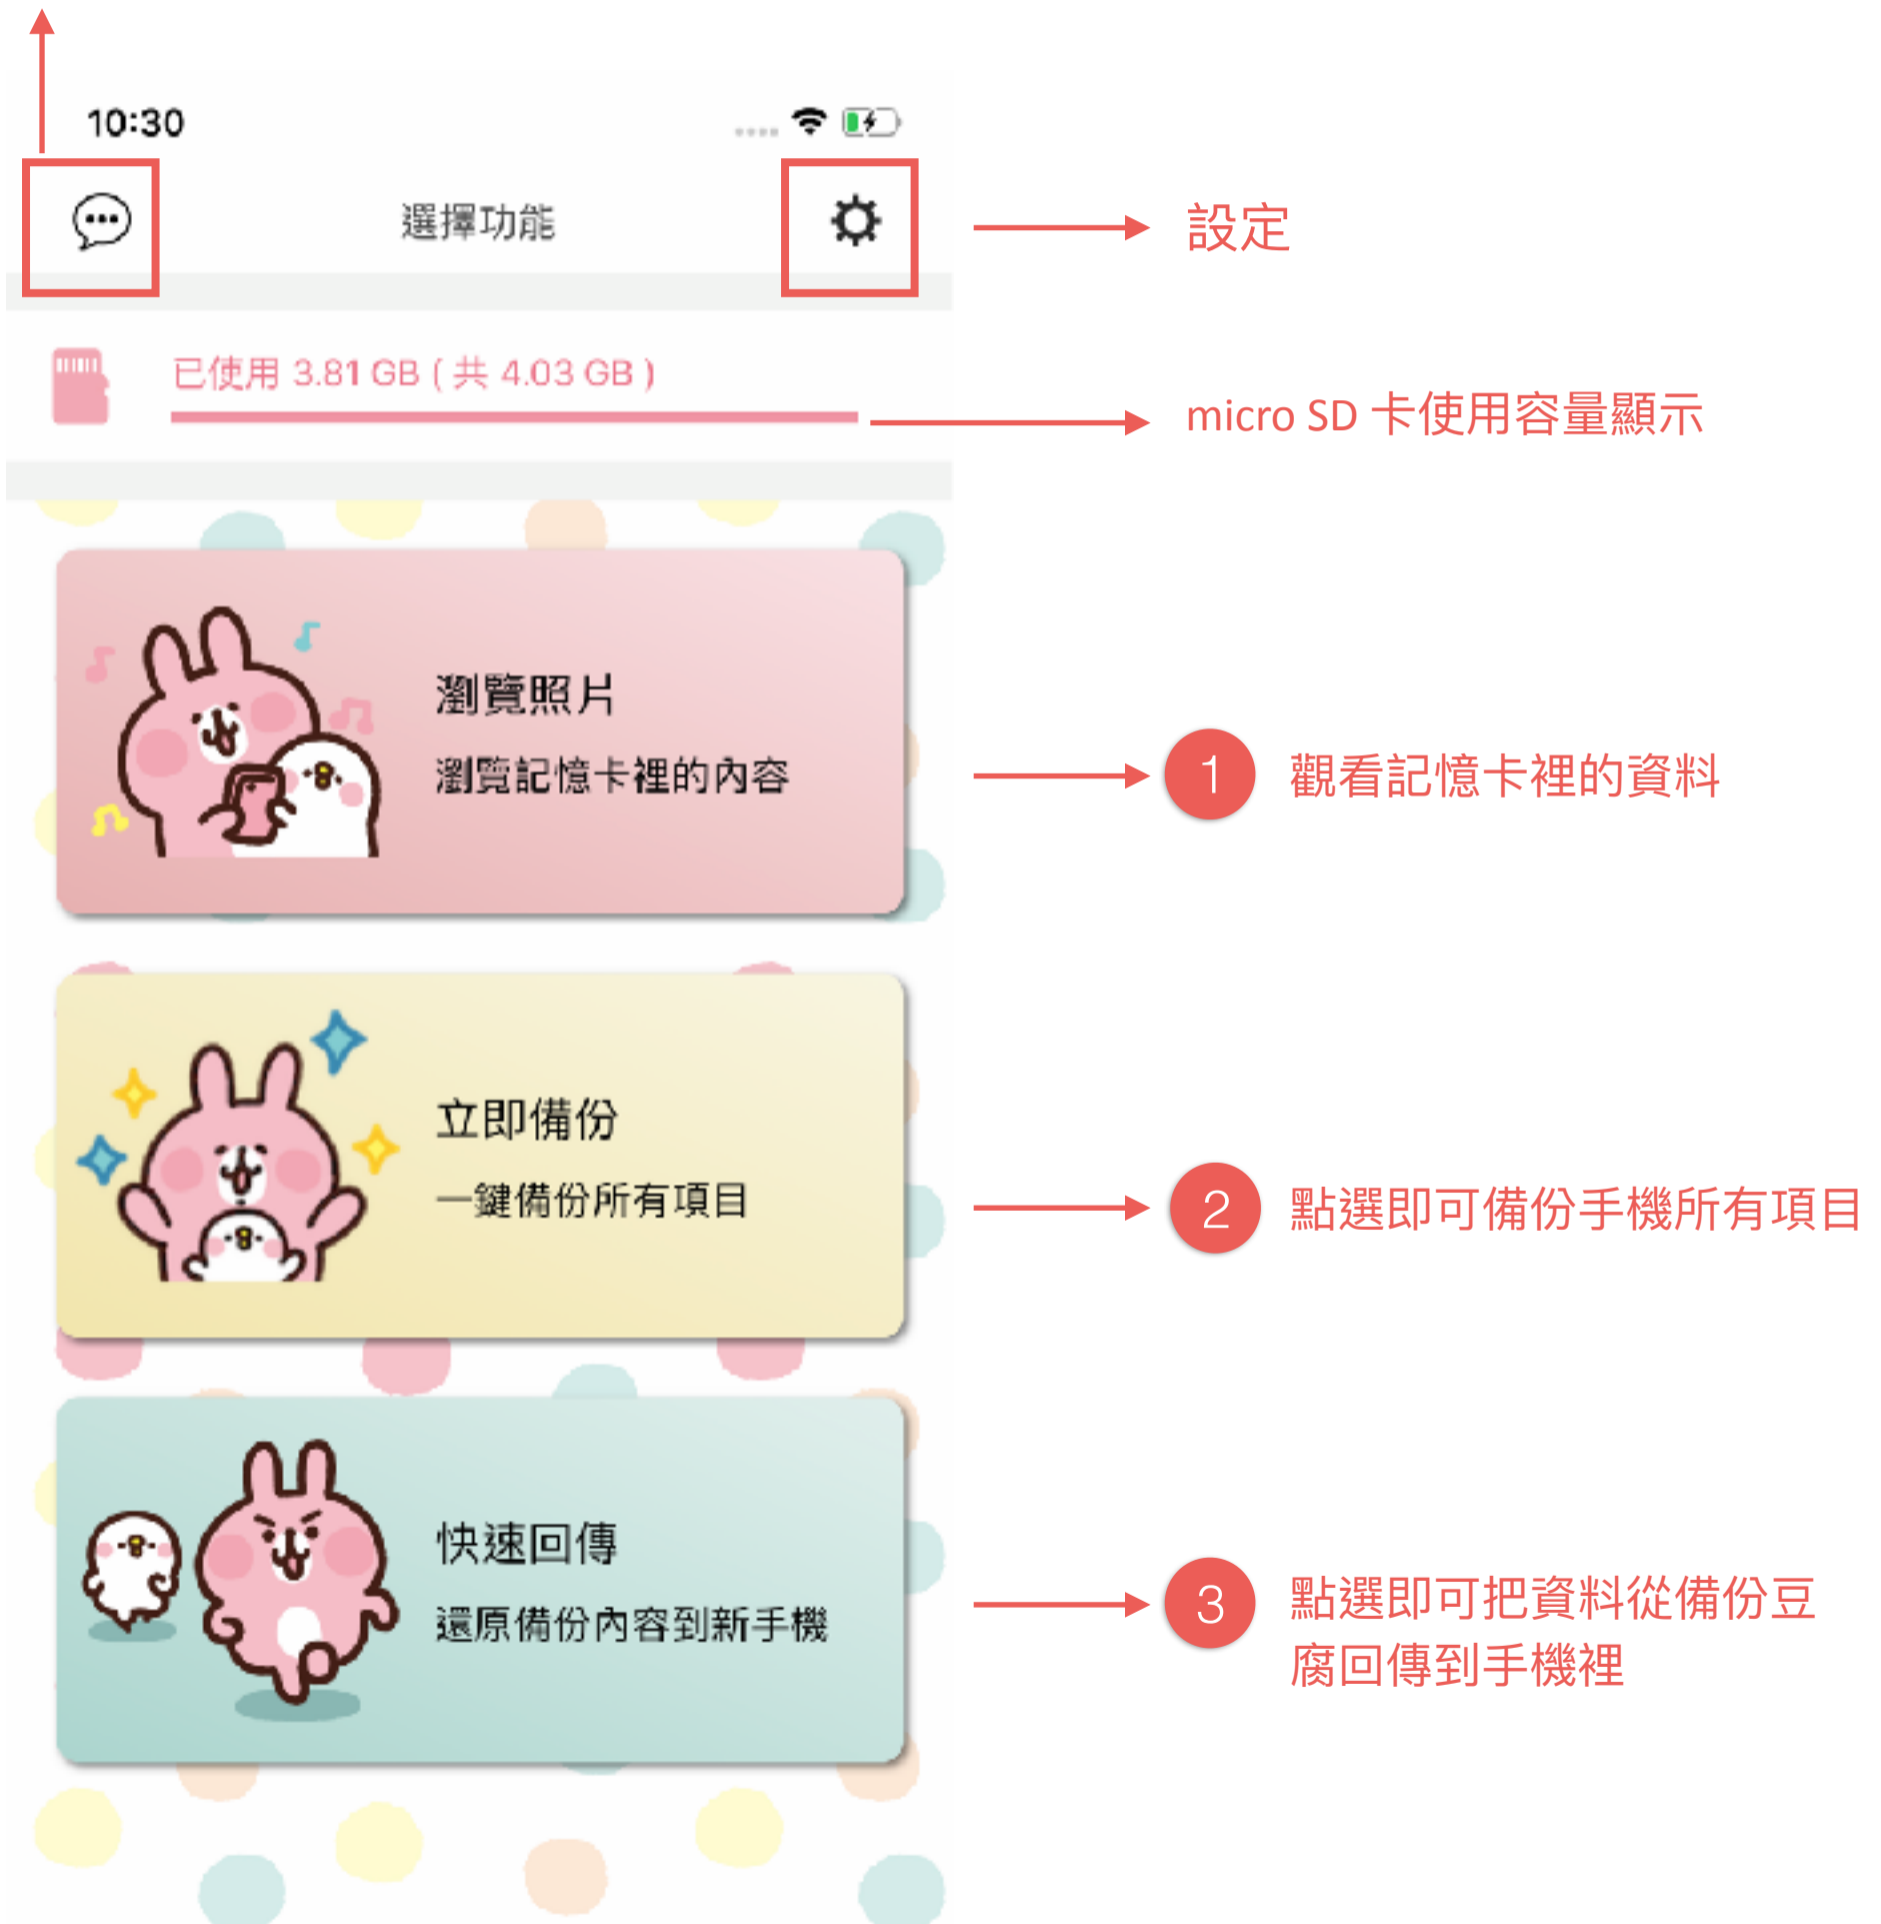 10:30
選擇功能
設定
已使用 3.81 GB ( 共 4.03 GB )
micro SD 卡使用容量顯示
瀏覽照片
瀏覽記憶卡裡的內容
1 觀看記憶卡裡的資料
立即備份
一鍵備份所有項目
2 點選即可備份手機所有項目
快速回傳
還原備份內容到新手機
3 點選即可把資料從備份豆
腐回傳到手機裡